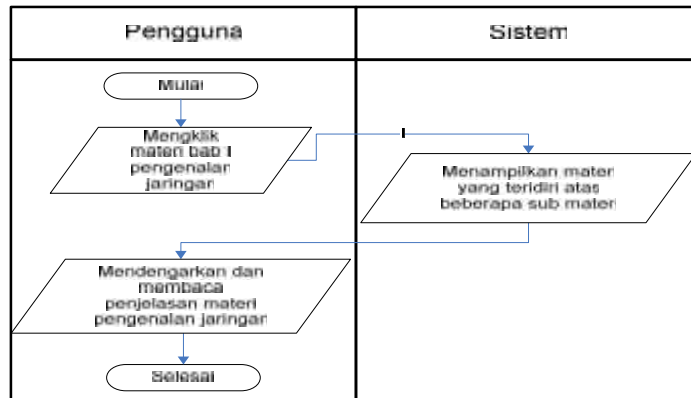 Pengguna
Sistem
Mulai
Mengklik
materi bab I
pengenalan
jaringan
Menampilkan materi
yang teridiri atas
beberapa sub materi
Mendengarkan dan
membaca
penjelasan materi
pengenalan jaringan
Selesai